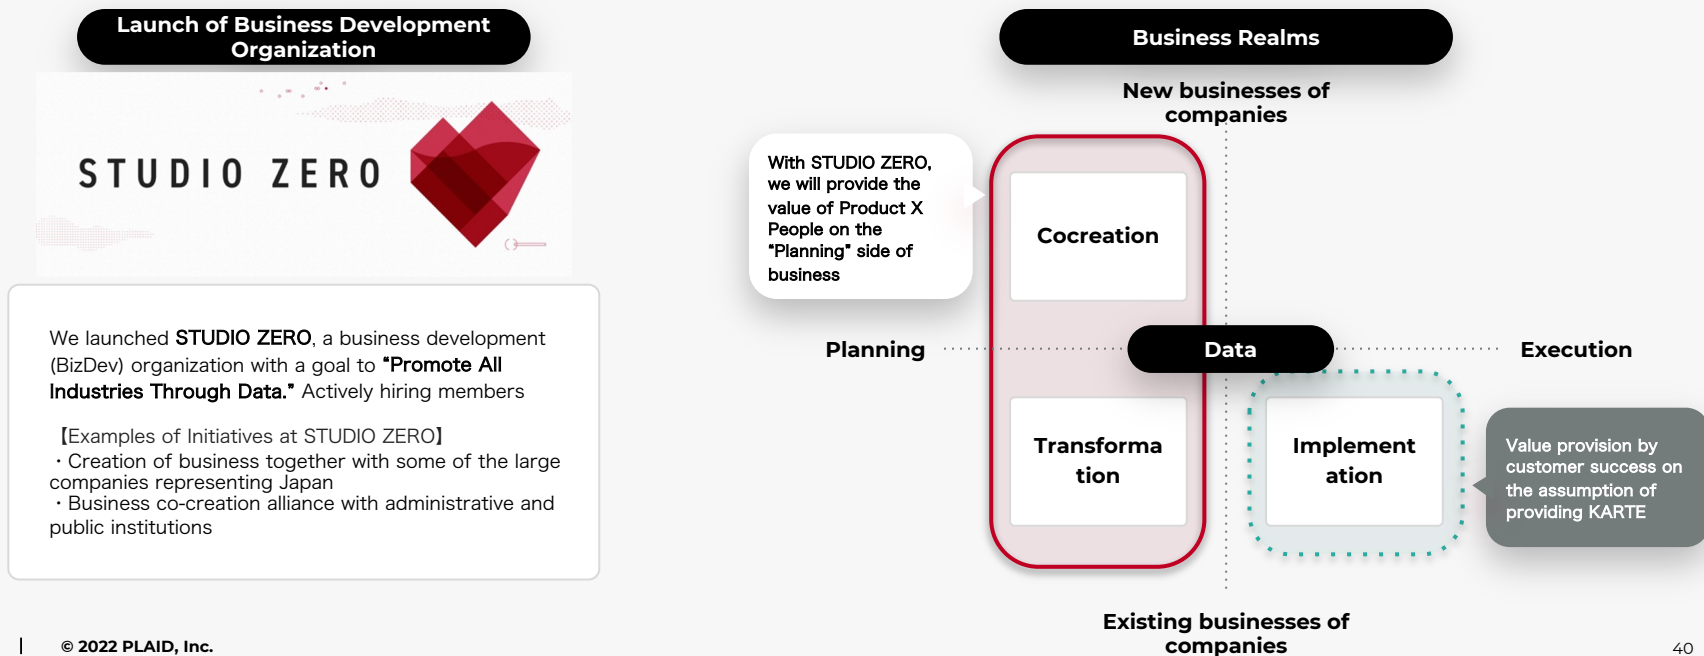 Launch of Business Development
Organization
STUDIO ZERO
We launched STUDIO ZERO, a business development
(BizDev) organization with a goal to “Promote All
Industries Through Data.” Actively hiring members
【Examples of Initiatives at STUDIO ZERO】
・Creation of business together with some of the large
companies representing Japan
・Business co-creation alliance with administrative and
public institutions
Business Realms
New businesses of
companies
With STUDIO ZERO,
we will provide the
value of Product X
People on the
“Planning” side of
business
Cocreation
Planning
Data
Execution
Transforma
tion
Implement
ation
Value provision by
customer success on
the assumption of
providing KARTE
Existing businesses of
companies
© 2022 PLAID, Inc.
40